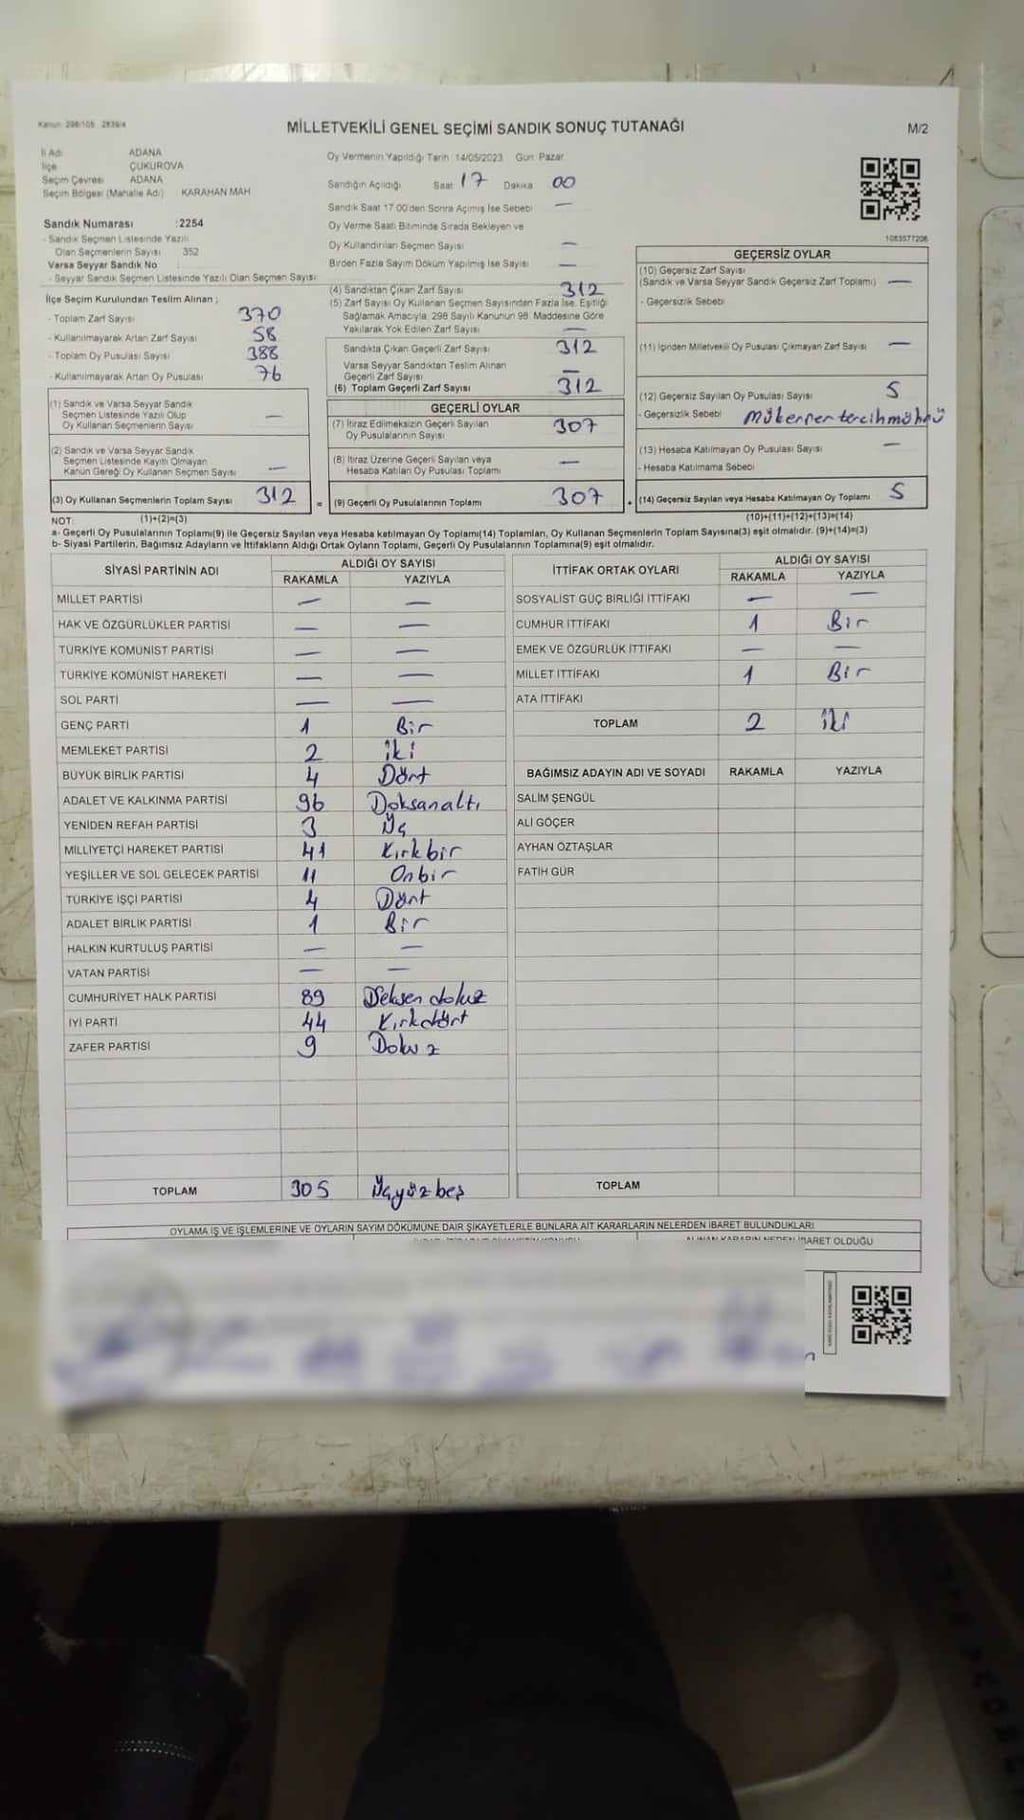 Kanun: 298/105 2839/4
MİLLETVEKİLİ GENEL SEÇİMİ SANDIK SONUÇ TUTANAĞI
M/2
İl Adı ADANA
İlçe ÇUKUROVA
Seçim Çevresi ADANA
Seçim Bölgesi (Mahalle Adı) KARAHAN MAH
Oy Vermenin Yapıldığı Tarih 14/05/2023 Gün Pazar
Sandığın Açıldığı Saat 17 Dakika 00
Sandık Saat 17:00'den Sonra Açılmış İse Sebebi —
Oy Verme Saati Bitiminde Sırada Bekleyen ve
Oy Kullandırılan Seçmen Sayısı —
Birden Fazla Sayım Döküm Yapılmış İse Sayısı —
Sandık Numarası :2254
- Sandık Seçmen Listesinde Yazılı
Olan Seçmenlerin Sayısı 352
Varsa Seyyar Sandık No
- Seyyar Sandık Seçmen Listesinde Yazılı Olan Seçmen Sayısı
İlçe Seçim Kurulundan Teslim Alınan ;
- Toplam Zarf Sayısı 370
- Kullanılmayarak Artan Zarf Sayısı 58
- Toplam Oy Pusulası Sayısı 388
- Kullanılmayarak Artan Oy Pusulası 76
(1) Sandık ve Varsa Seyyar Sandık
Seçmen Listesinde Yazılı Olup
Oy Kullanan Seçmenlerin Sayısı —
(2) Sandık ve Varsa Seyyar Sandık
Seçmen Listesinde Kayıtlı Olmayan
Kanun Gereği Oy Kullanan Seçmen Sayısı —
(3) Oy Kullanan Seçmenlerin Toplam Sayısı 312 =
(1)+(2)=(3)
(4) Sandıktan Çıkan Zarf Sayısı 312
(5) Zarf Sayısı Oy Kullanan Seçmen Sayısından Fazla İse, Eşitliği
Sağlamak Amacıyla, 298 Sayılı Kanunun 98. Maddesine Göre
Yakılarak Yok Edilen Zarf Sayısı —
Sandıkta Çıkan Geçerli Zarf Sayısı 312
Varsa Seyyar Sandıktan Teslim Alınan
Geçerli Zarf Sayısı —
(6) Toplam Geçerli Zarf Sayısı 312
GEÇERLİ OYLAR
(7) İtiraz Edilmeksizin Geçerli Sayılan
Oy Pusulalarının Sayısı 307
(8) İtiraz Üzerine Geçerli Sayılan veya
Hesaba Katılan Oy Pusulası Toplamı —
(9) Geçerli Oy Pusulalarının Toplamı 307 +
1083577206
GEÇERSİZ OYLAR
(10) Geçersiz Zarf Sayısı
(Sandık ve Varsa Seyyar Sandık Geçersiz Zarf Toplamı) —
- Geçersizlik Sebebi
(11) İçinden Milletvekili Oy Pusulası Çıkmayan Zarf Sayısı —
(12) Geçersiz Sayılan Oy Pusulası Sayısı 5
- Geçersizlik Sebebi mükerrer tercih mührü
(13) Hesaba Katılmayan Oy Pusulası Sayısı —
- Hesaba Katılmama Sebebi
(14) Geçersiz Sayılan veya Hesaba Katılmayan Oy Toplamı 5
(10)+(11)+(12)+(13)=(14)
NOT:
a- Geçerli Oy Pusulalarının Toplamı(9) ile Geçersiz Sayılan veya Hesaba Katılmayan Oy Toplamı(14) Toplamları, Oy Kullanan Seçmenlerin Toplam Sayısına(3) eşit olmalıdır. (9)+(14)=(3)
b- Siyasi Partilerin, Bağımsız Adayların ve İttifakların Aldığı Ortak Oyların Toplamı, Geçerli Oy Pusulalarının Toplamına(9) eşit olmalıdır.
SİYASİ PARTİNİN ADI ALDIĞI OY SAYISI
RAKAMLA YAZIYLA
MİLLET PARTİSİ — —
HAK VE ÖZGÜRLÜKLER PARTİSİ — —
TÜRKİYE KOMÜNİST PARTİSİ — —
TÜRKİYE KOMÜNİST HAREKETİ — —
SOL PARTİ — —
GENÇ PARTİ 1 Bir
MEMLEKET PARTİSİ 2 iki
BÜYÜK BİRLİK PARTİSİ 4 Dört
ADALET VE KALKINMA PARTİSİ 96 Doksanaltı
YENİDEN REFAH PARTİSİ 3 Üç
MİLLİYETÇİ HAREKET PARTİSİ 41 Kırkbir
YEŞİLLER VE SOL GELECEK PARTİSİ 11 Onbir
TÜRKİYE İŞÇİ PARTİSİ 4 Dört
ADALET BİRLİK PARTİSİ 1 Bir
HALKIN KURTULUŞ PARTİSİ — —
VATAN PARTİSİ — —
CUMHURİYET HALK PARTİSİ 89 Seksen dokuz
İYİ PARTİ 44 Kırkdört
ZAFER PARTİSİ 9 Dokuz
TOPLAM 305 Üçyüzbeş
İTTİFAK ORTAK OYLARI ALDIĞI OY SAYISI
RAKAMLA YAZIYLA
SOSYALİST GÜÇ BİRLİĞİ İTTİFAKI — —
CUMHUR İTTİFAKI 1 Bir
EMEK VE ÖZGÜRLÜK İTTİFAKI — —
MİLLET İTTİFAKI 1 Bir
ATA İTTİFAKI
TOPLAM 2 iki
BAĞIMSIZ ADAYIN ADI VE SOYADI RAKAMLA YAZIYLA
SALİM ŞENGÜL
ALİ GÖÇER
AYHAN ÖZTAŞLAR
FATİH GÜR
TOPLAM
OYLAMA İŞ VE İŞLEMLERİNE VE OYLARIN SAYIM DÖKÜMÜNE DAİR ŞİKAYETLERLE BUNLARA AİT KARARLARIN NELERDEN İBARET BULUNDUKLARI
ALINAN KARARIN NEDEN İBARET OLDUĞU